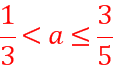 1/3 < a ≤ 3/5